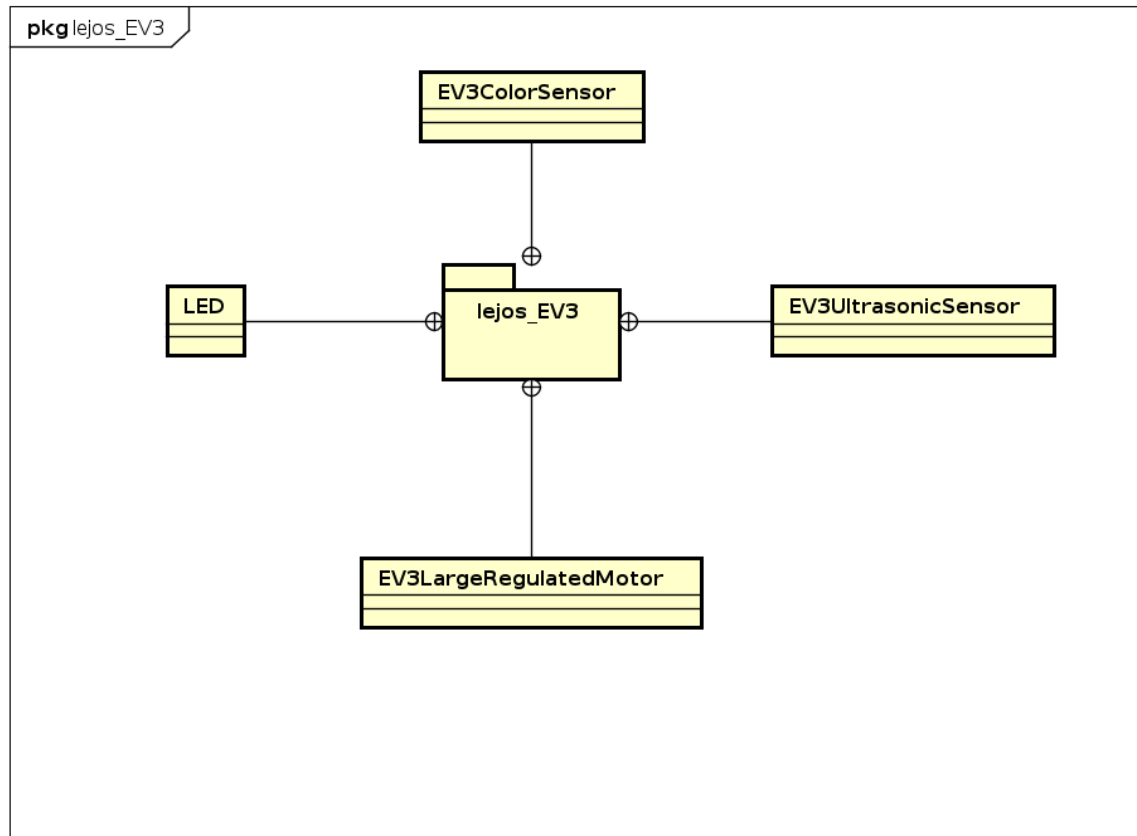 pkg lejos_EV3
EV3ColorSensor
LED
lejos_EV3
EV3UltrasonicSensor
EV3LargeRegulatedMotor